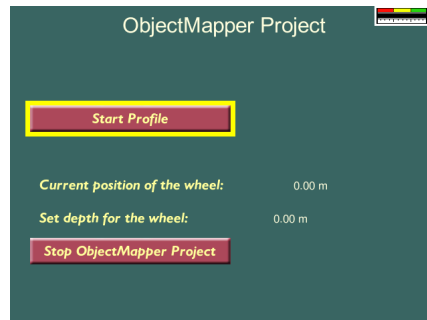 ObjectMapper Project
Start Profile
Current position of the wheel: 0.00 m
Set depth for the wheel: 0.00 m
Stop ObjectMapper Project